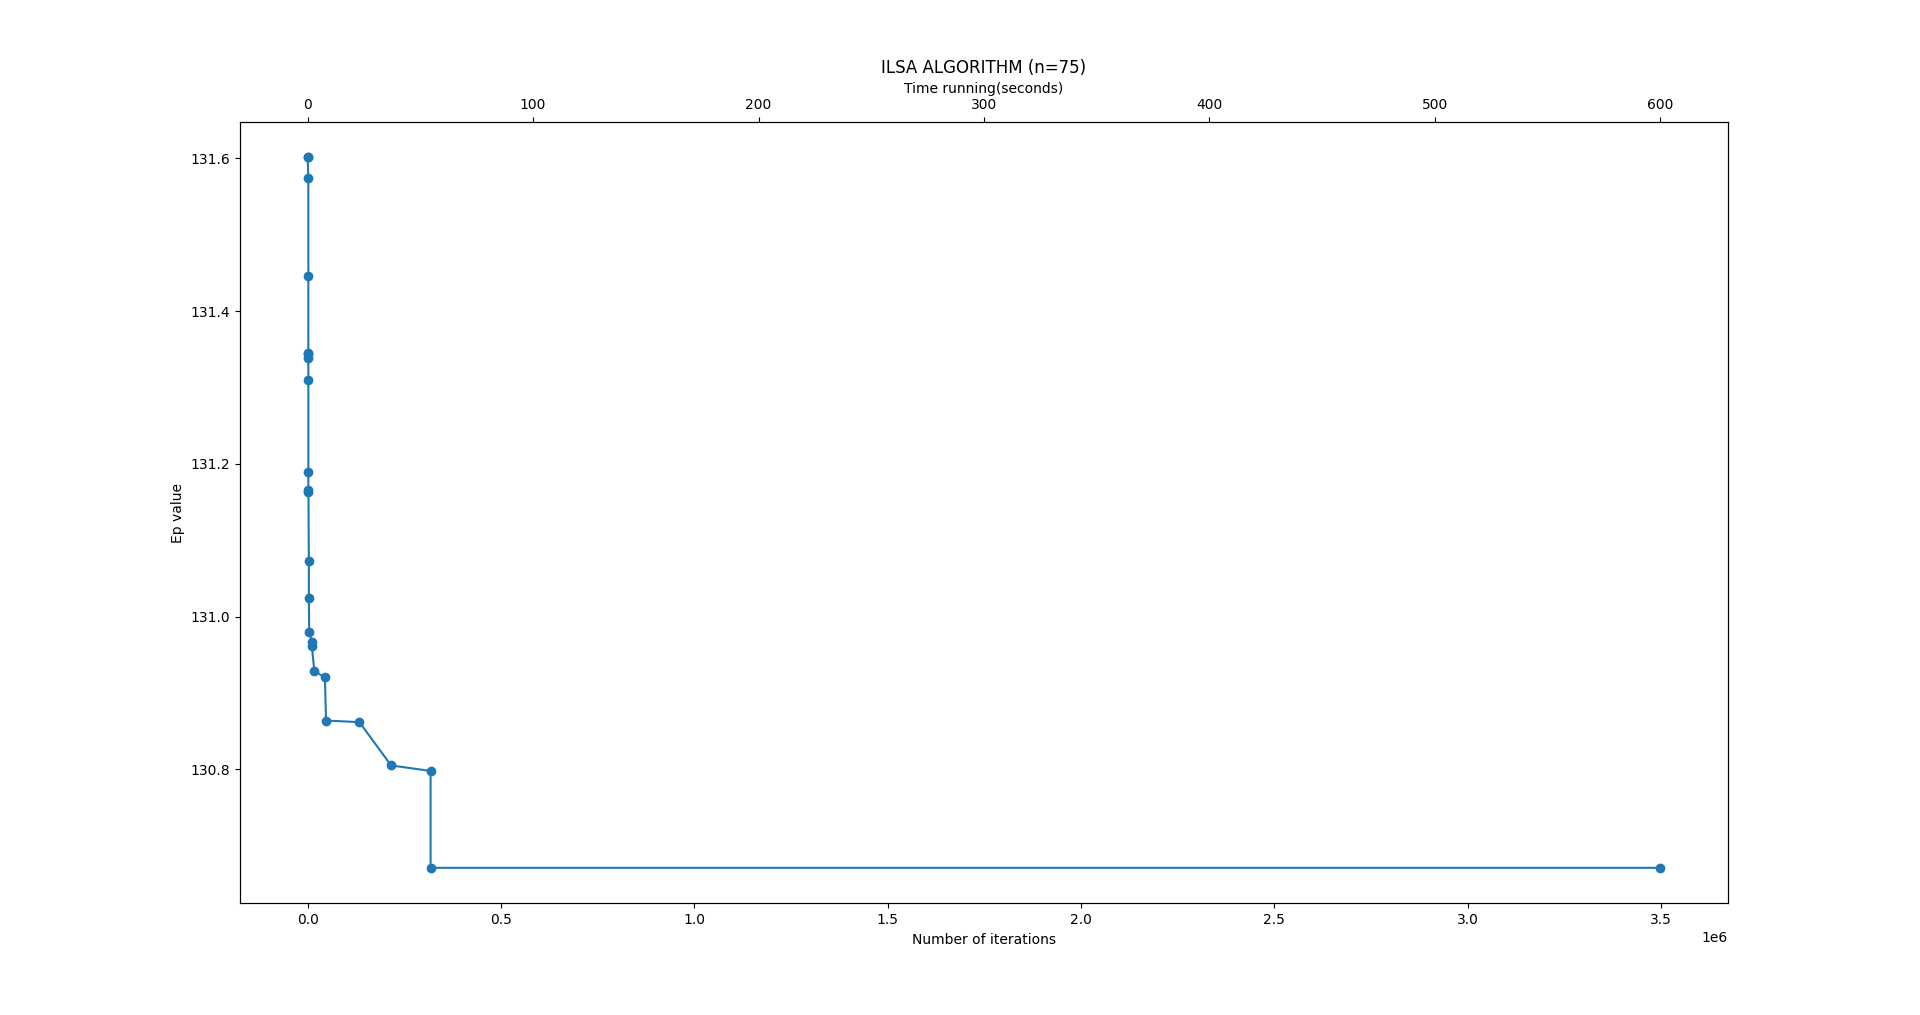 ILSA ALGORITHM (n=75)
Time running(seconds)
0 100 200 300 400 500 600
131.6
131.4
131.2
131.0
130.8
Ep value
0.0 0.5 1.0 1.5 2.0 2.5 3.0 3.5
Number of iterations
1e6